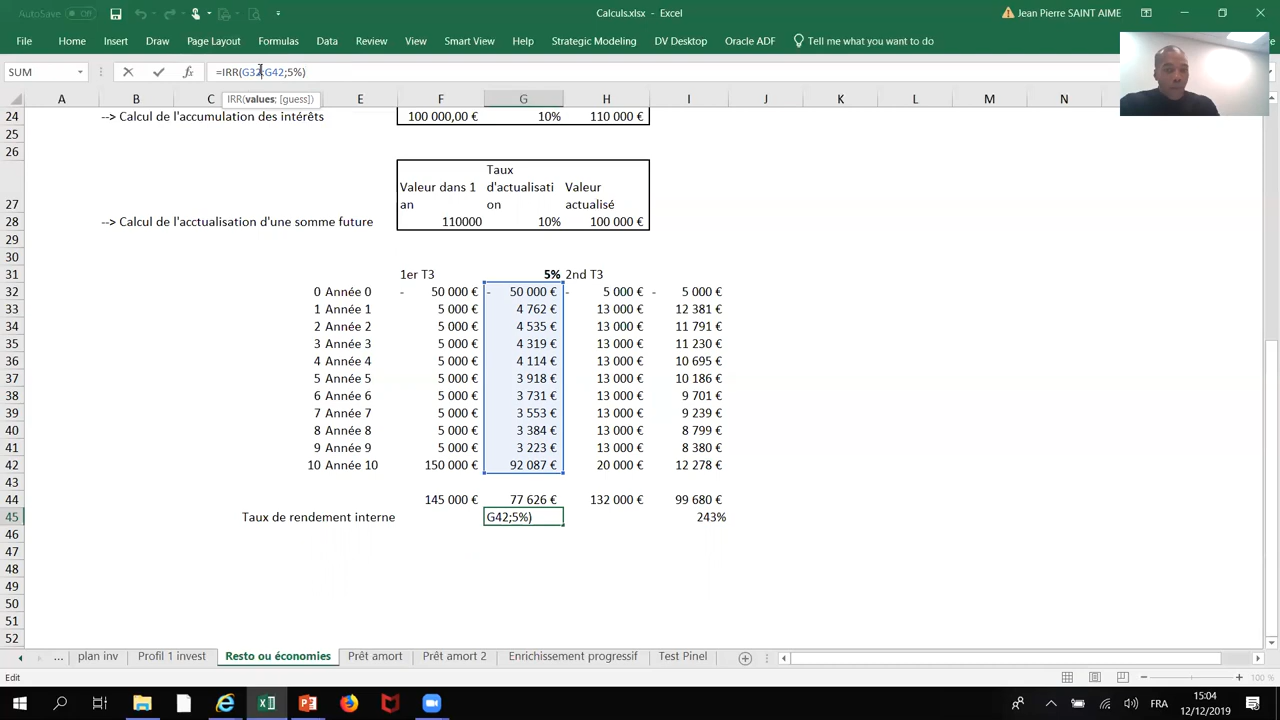 AutoSave Off Calculs.xlsx - Excel Jean Pierre SAINT AIME
File Home Insert Draw Page Layout Formulas Data Review View Smart View Help Strategic Modeling Oracle ADF Tell me what you want to do
SUM =IRR(G32:G42;5%)
IRR(values; [guess])
A B C E F G H I J K L M N
24 --> Calcul de l'accumulation des intérêts 100 000,00 € 10% 110 000 €
25
26
Taux
Valeur dans 1 d'actualisati Valeur
27 an on actualisé
28 --> Calcul de l'acctualisation d'une somme future 110000 10% 100 000 €
29
30
31 1er T3 5% 2nd T3
32 0 Année 0 - 50 000 € - 50 000 € - 5 000 € - 5 000 €
33 1 Année 1 5 000 € 4 762 € 13 000 € 12 381 €
34 2 Année 2 5 000 € 4 535 € 13 000 € 11 791 €
35 3 Année 3 5 000 € 4 319 € 13 000 € 11 230 €
36 4 Année 4 5 000 € 4 114 € 13 000 € 10 695 €
37 5 Année 5 5 000 € 3 918 € 13 000 € 10 186 €
38 6 Année 6 5 000 € 3 731 € 13 000 € 9 701 €
39 7 Année 7 5 000 € 3 553 € 13 000 € 9 239 €
40 8 Année 8 5 000 € 3 384 € 13 000 € 8 799 €
41 9 Année 9 5 000 € 3 223 € 13 000 € 8 380 €
42 10 Année 10 150 000 € 92 087 € 20 000 € 12 278 €
43
44 145 000 € 77 626 € 132 000 € 99 680 €
45 Taux de rendement interne G42;5%) 243%
46
47
48
49
50
51
52
... plan inv Profil 1 invest Resto ou économies Prêt amort Prêt amort 2 Enrichissement progressif Test Pinel
Edit 100 %
15:04
FRA
12/12/2019